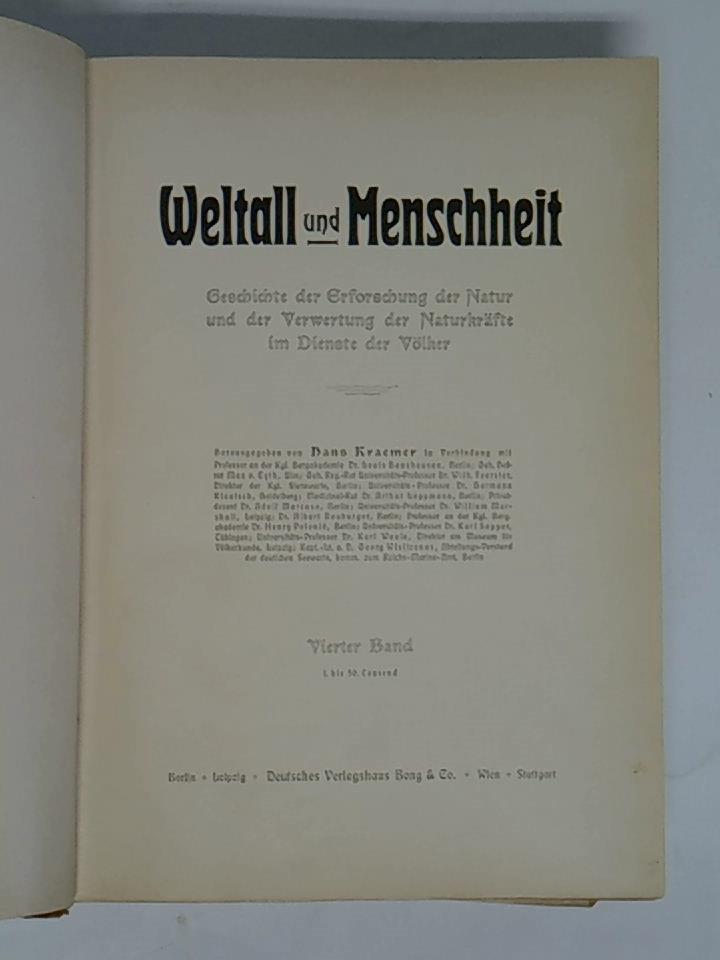 Weltall und Menschheit
Geschichte der Erforschung der Natur
und der Verwertung der Naturkräfte
im Dienste der Völker
Herausgegeben von Hans Kraemer in Verbindung mit
Professor an der Kgl. Bergakademie Dr. Louis Beushausen, Berlin; Geh. Hof-
rat Max v. Eyth, Ulm; Geh. Reg.-Rat Universitäts-Professor Dr. Wilh. Foerster,
Direktor der Kgl. Sternwarte, Berlin; Universitäts-Professor Dr. Hermann
Klaatsch, Heidelberg; Medicinal-Rat Dr. Arthur Leppmann, Berlin; Privat-
dozent Dr. Adolf Marcuse, Berlin; Universitäts-Professor Dr. William Mar-
shall, Leipzig; Dr. Albert Neuburger, Berlin; Professor an der Kgl. Berg-
akademie Dr. Henry Potonié, Berlin; Universitäts-Professor Dr. Karl Sapper,
Tübingen; Universitäts-Professor Dr. Karl Weule, Direktor am Museum für
Völkerkunde, Leipzig; Kapt.-Lt. a. D. Georg Wislicenus, Abteilungs-Vorstand
der deutschen Seewarte, komm. zum Reichs-Marine-Amt, Berlin
Vierter Band
1. bis 50. Tausend
Berlin + Leipzig + Deutsches Verlagshaus Bong & Co. + Wien + Stuttgart